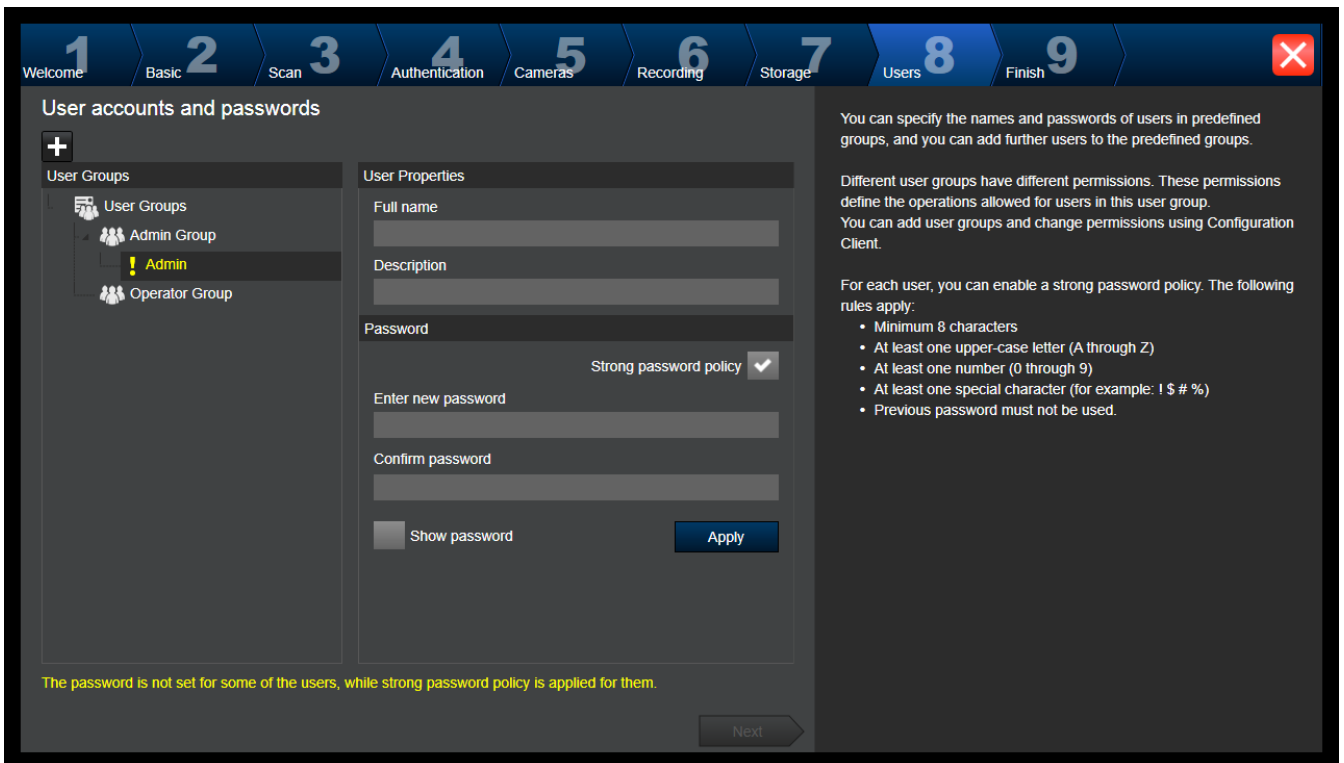 1 Welcome
2 Basic
3 Scan
4 Authentication
5 Cameras
6 Recording
7 Storage
8 Users
9 Finish
User accounts and passwords
User Groups
User Groups
Admin Group
Admin
Operator Group
User Properties
Full name
Description
Password
Strong password policy
Enter new password
Confirm password
Show password
Apply
The password is not set for some of the users, while strong password policy is applied for them.
Next
You can specify the names and passwords of users in predefined
groups, and you can add further users to the predefined groups.
Different user groups have different permissions. These permissions
define the operations allowed for users in this user group.
You can add user groups and change permissions using Configuration
Client.
For each user, you can enable a strong password policy. The following
rules apply:
• Minimum 8 characters
• At least one upper-case letter (A through Z)
• At least one number (0 through 9)
• At least one special character (for example: ! $ # %)
• Previous password must not be used.